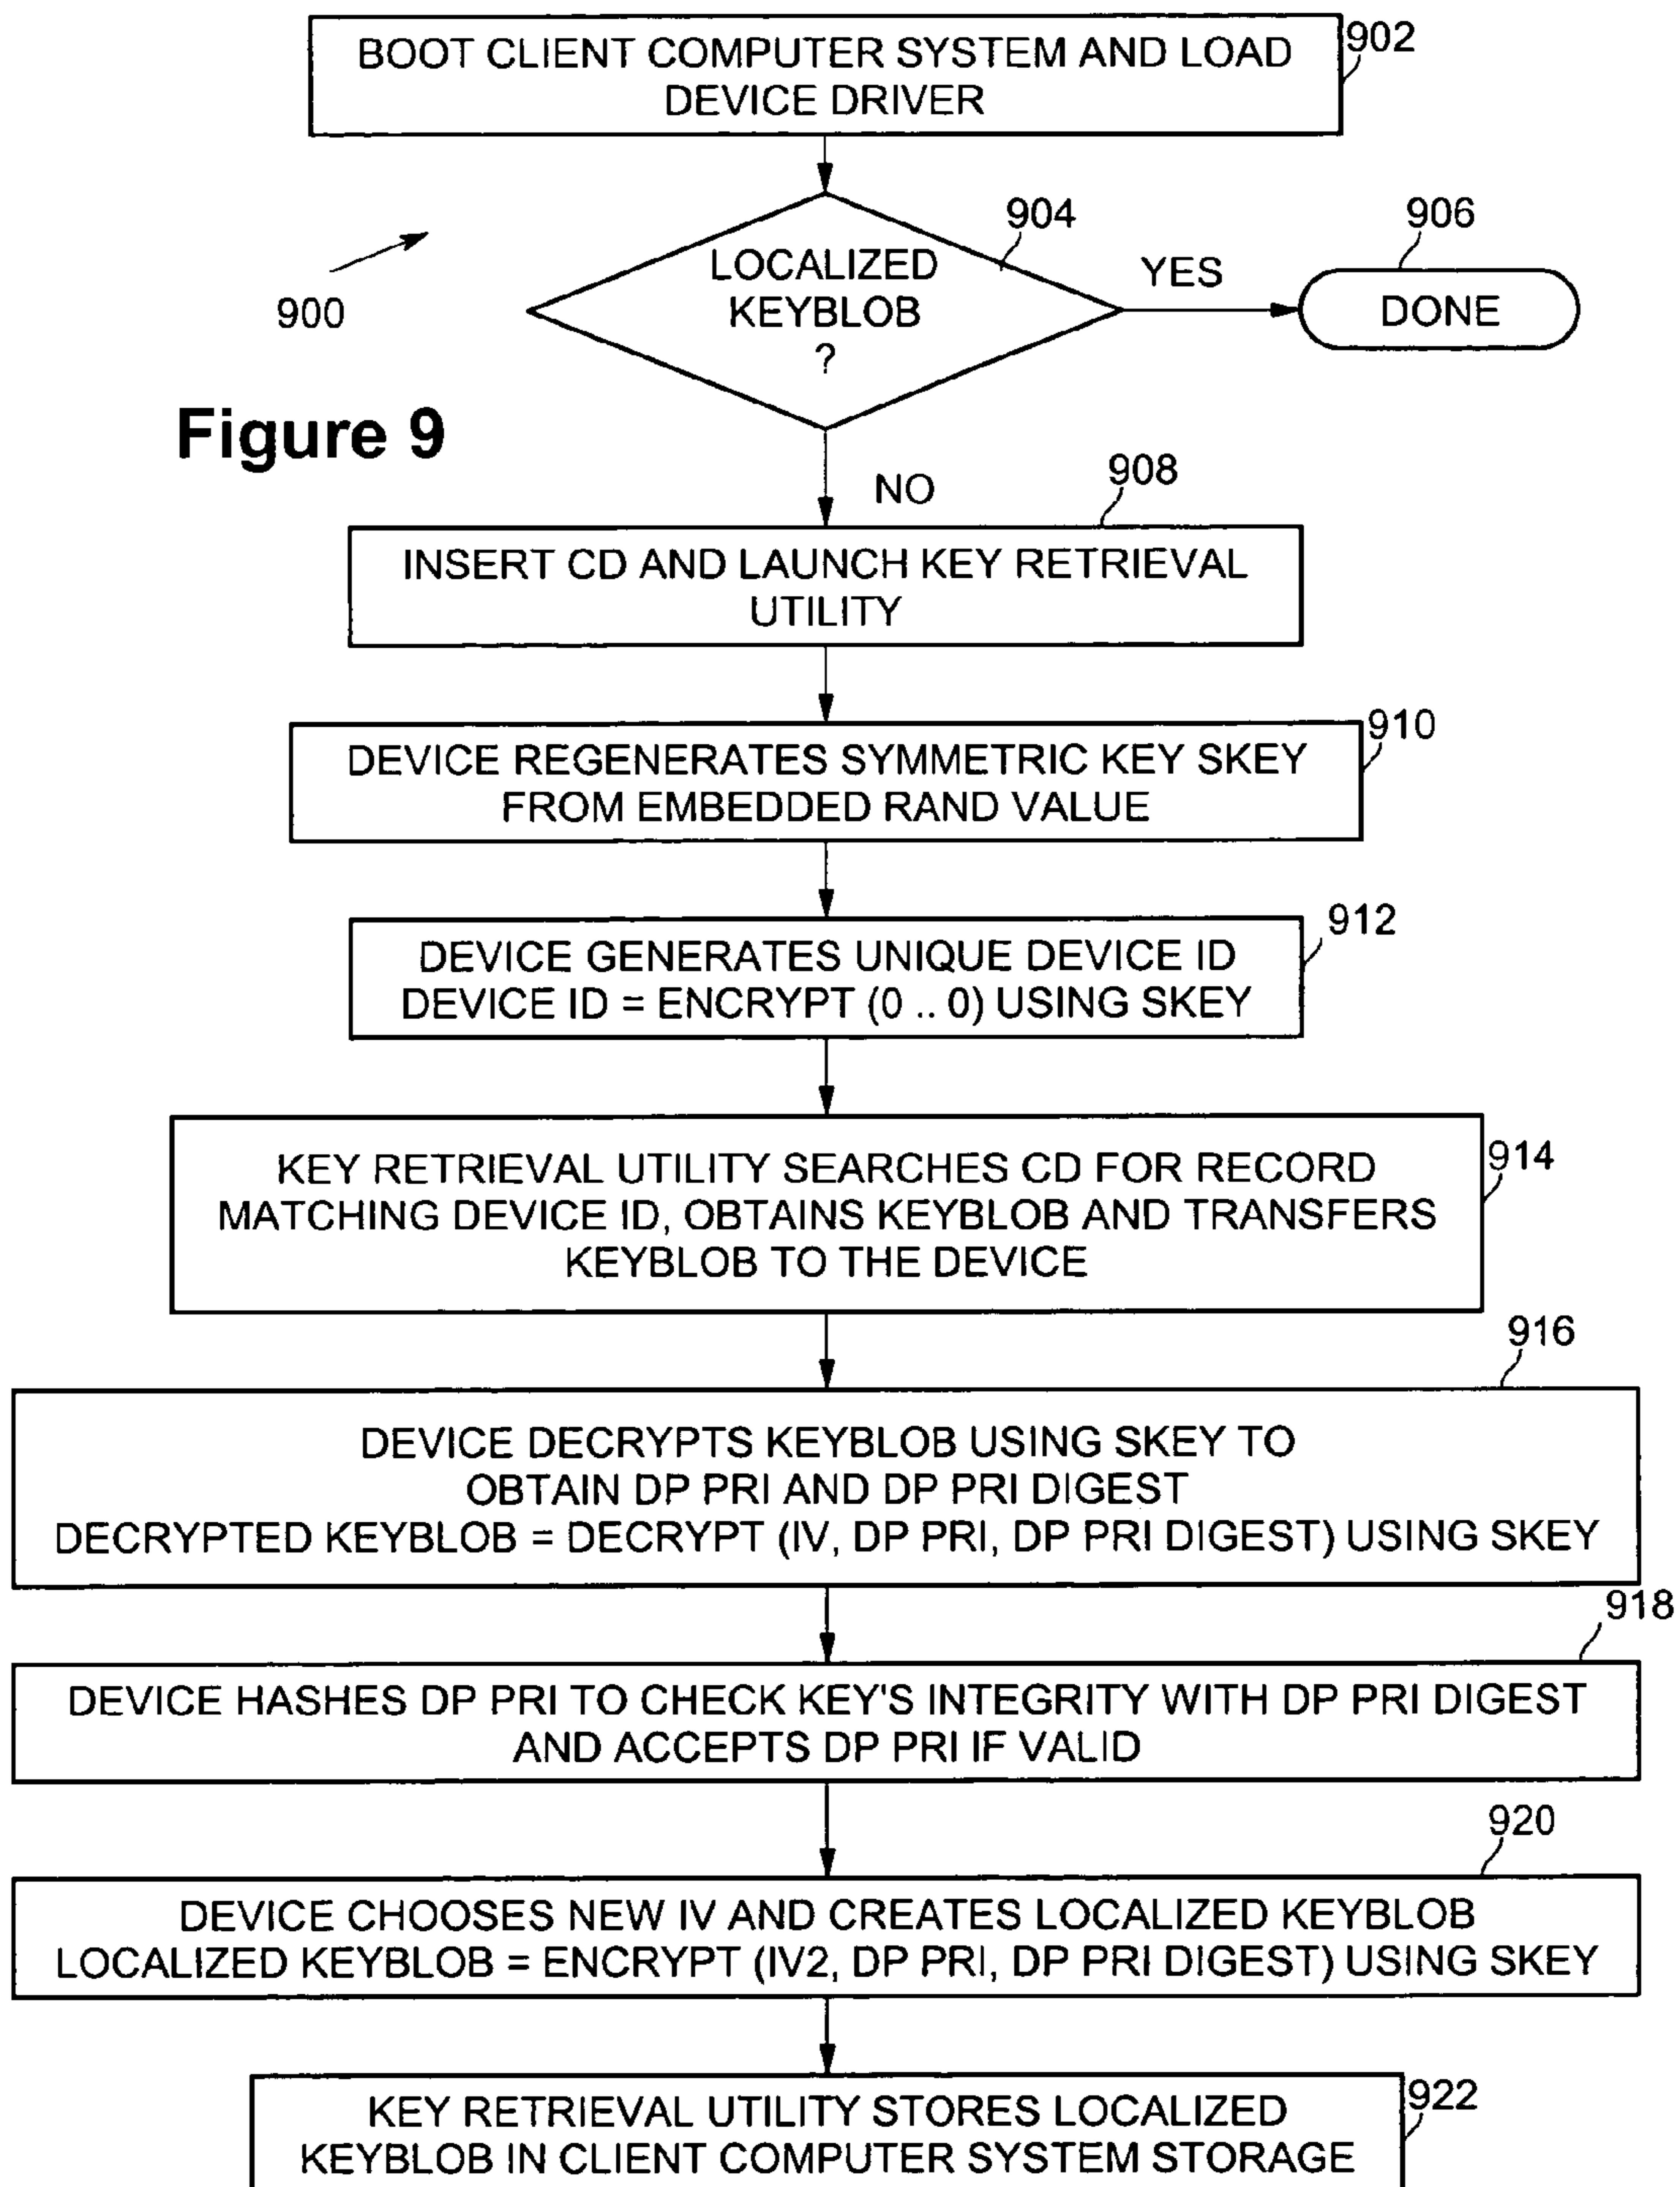 BOOT CLIENT COMPUTER SYSTEM AND LOAD
DEVICE DRIVER
902
LOCALIZED
KEYBLOB
?
904
YES
906
DONE
900
Figure 9
NO
908
INSERT CD AND LAUNCH KEY RETRIEVAL
UTILITY
910
DEVICE REGENERATES SYMMETRIC KEY SKEY
FROM EMBEDDED RAND VALUE
912
DEVICE GENERATES UNIQUE DEVICE ID
DEVICE ID = ENCRYPT (0 .. 0) USING SKEY
914
KEY RETRIEVAL UTILITY SEARCHES CD FOR RECORD
MATCHING DEVICE ID, OBTAINS KEYBLOB AND TRANSFERS
KEYBLOB TO THE DEVICE
916
DEVICE DECRYPTS KEYBLOB USING SKEY TO
OBTAIN DP PRI AND DP PRI DIGEST
DECRYPTED KEYBLOB = DECRYPT (IV, DP PRI, DP PRI DIGEST) USING SKEY
918
DEVICE HASHES DP PRI TO CHECK KEY'S INTEGRITY WITH DP PRI DIGEST
AND ACCEPTS DP PRI IF VALID
920
DEVICE CHOOSES NEW IV AND CREATES LOCALIZED KEYBLOB
LOCALIZED KEYBLOB = ENCRYPT (IV2, DP PRI, DP PRI DIGEST) USING SKEY
922
KEY RETRIEVAL UTILITY STORES LOCALIZED
KEYBLOB IN CLIENT COMPUTER SYSTEM STORAGE